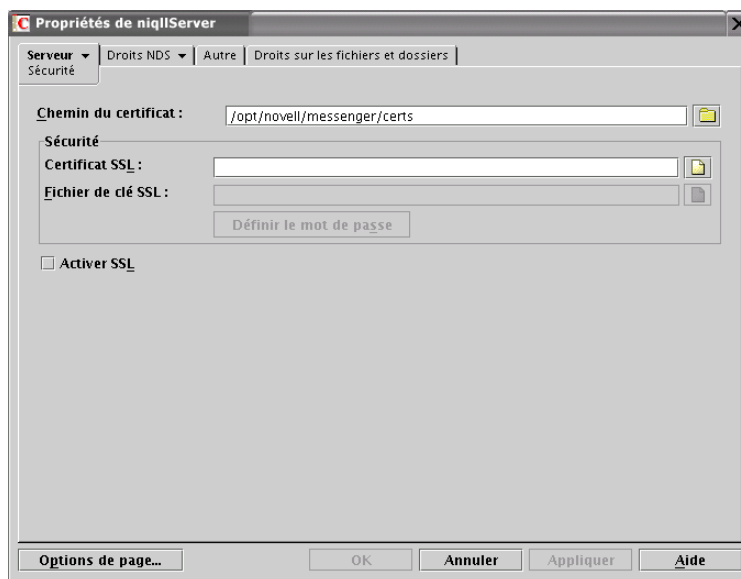 Propriétés de niqllServer
Serveur Droits NDS Autre Droits sur les fichiers et dossiers
Sécurité
Chemin du certificat : /opt/novell/messenger/certs
Sécurité
Certificat SSL :
Fichier de clé SSL :
Définir le mot de passe
Activer SSL
Options de page... OK Annuler Appliquer Aide